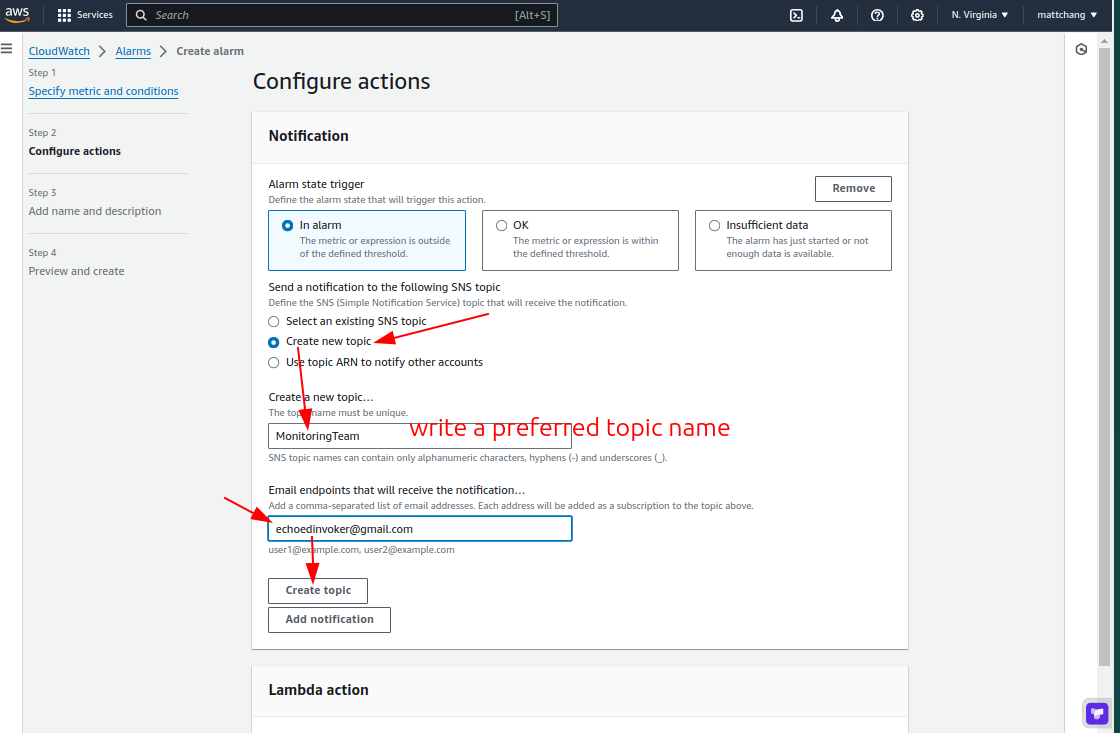 aws
Services
Search
[Alt+S]
N. Virginia
mattchang
CloudWatch
Alarms
Create alarm
Step 1
Specify metric and conditions
Step 2
Configure actions
Step 3
Add name and description
Step 4
Preview and create
Configure actions
Notification
Alarm state trigger
Define the alarm state that will trigger this action.
Remove
In alarm
The metric or expression is outside
of the defined threshold.
OK
The metric or expression is within
the defined threshold.
Insufficient data
The alarm has just started or not
enough data is available.
Send a notification to the following SNS topic
Define the SNS (Simple Notification Service) topic that will receive the notification.
Select an existing SNS topic
Create new topic
Use topic ARN to notify other accounts
Create a new topic…
The topic name must be unique.
MonitoringTeam
write a preferred topic name
SNS topic names can contain only alphanumeric characters, hyphens (-) and underscores (_).
Email endpoints that will receive the notification…
Add a comma-separated list of email addresses. Each address will be added as a subscription to the topic above.
echoedinvoker@gmail.com
user1@example.com, user2@example.com
Create topic
Add notification
Lambda action